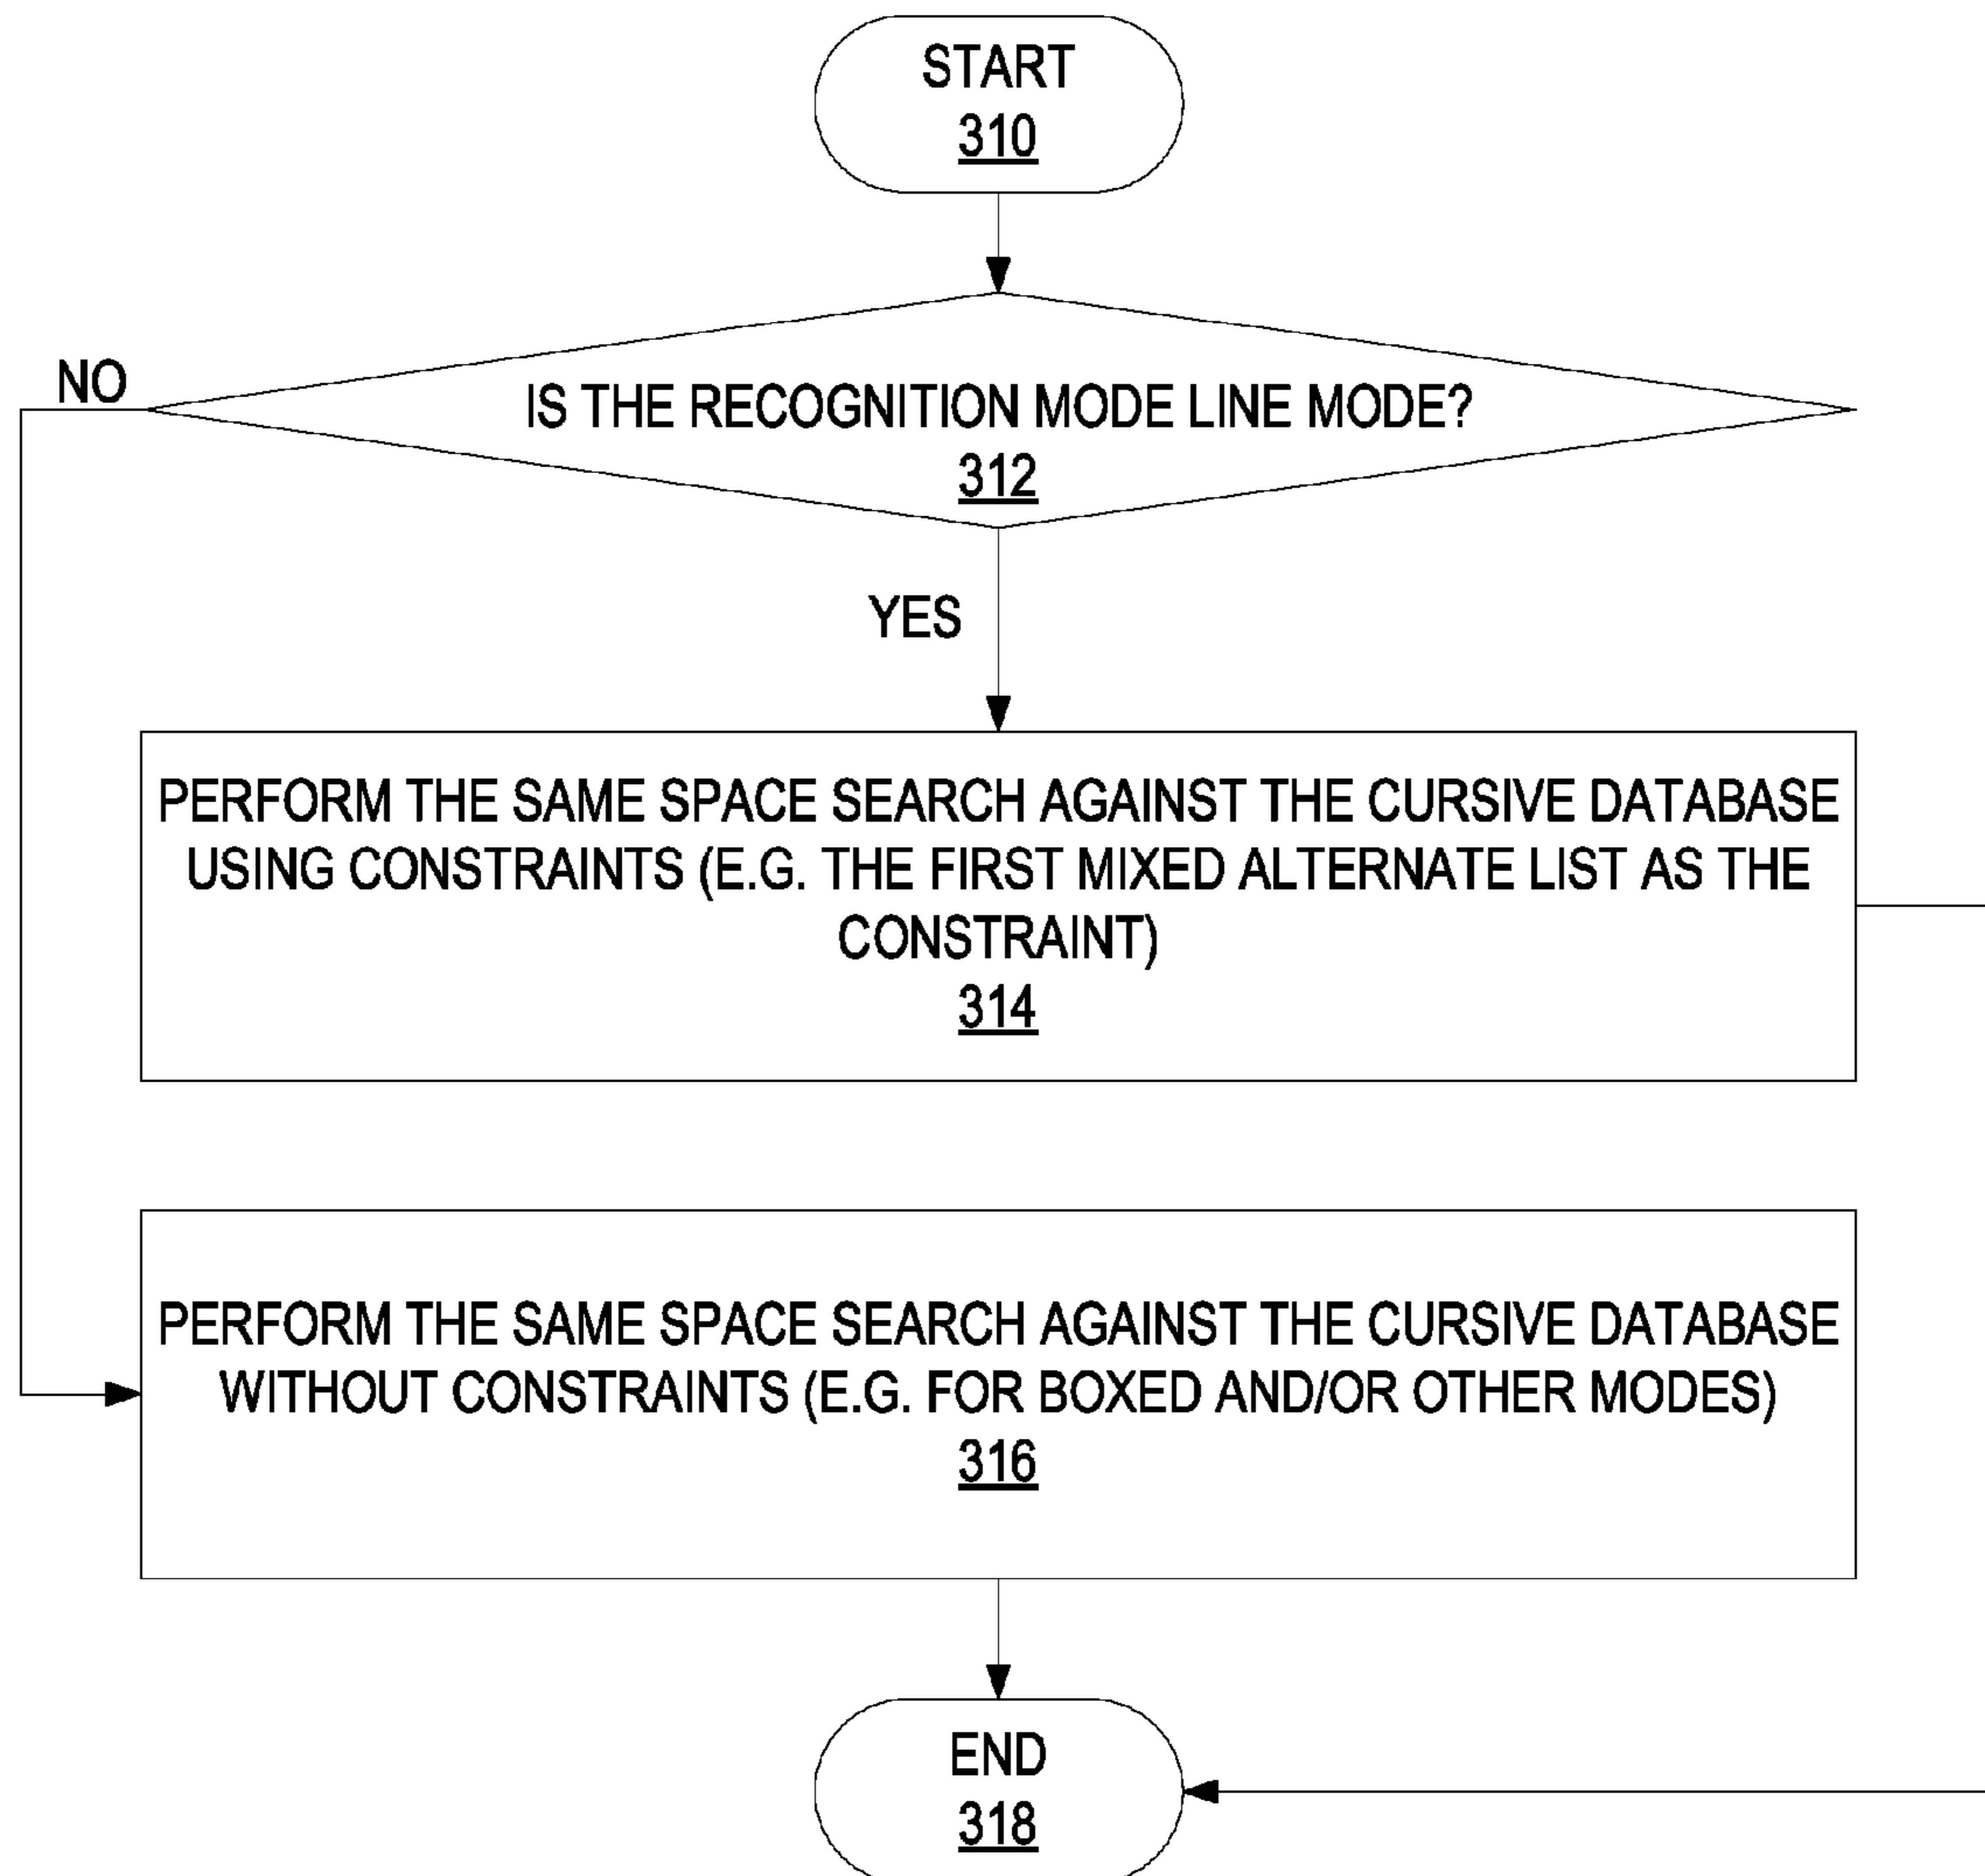 START
310
NO
IS THE RECOGNITION MODE LINE MODE?
312
YES
PERFORM THE SAME SPACE SEARCH AGAINST THE CURSIVE DATABASE
USING CONSTRAINTS (E.G. THE FIRST MIXED ALTERNATE LIST AS THE
CONSTRAINT)
314
PERFORM THE SAME SPACE SEARCH AGAINST THE CURSIVE DATABASE
WITHOUT CONSTRAINTS (E.G. FOR BOXED AND/OR OTHER MODES)
316
END
318